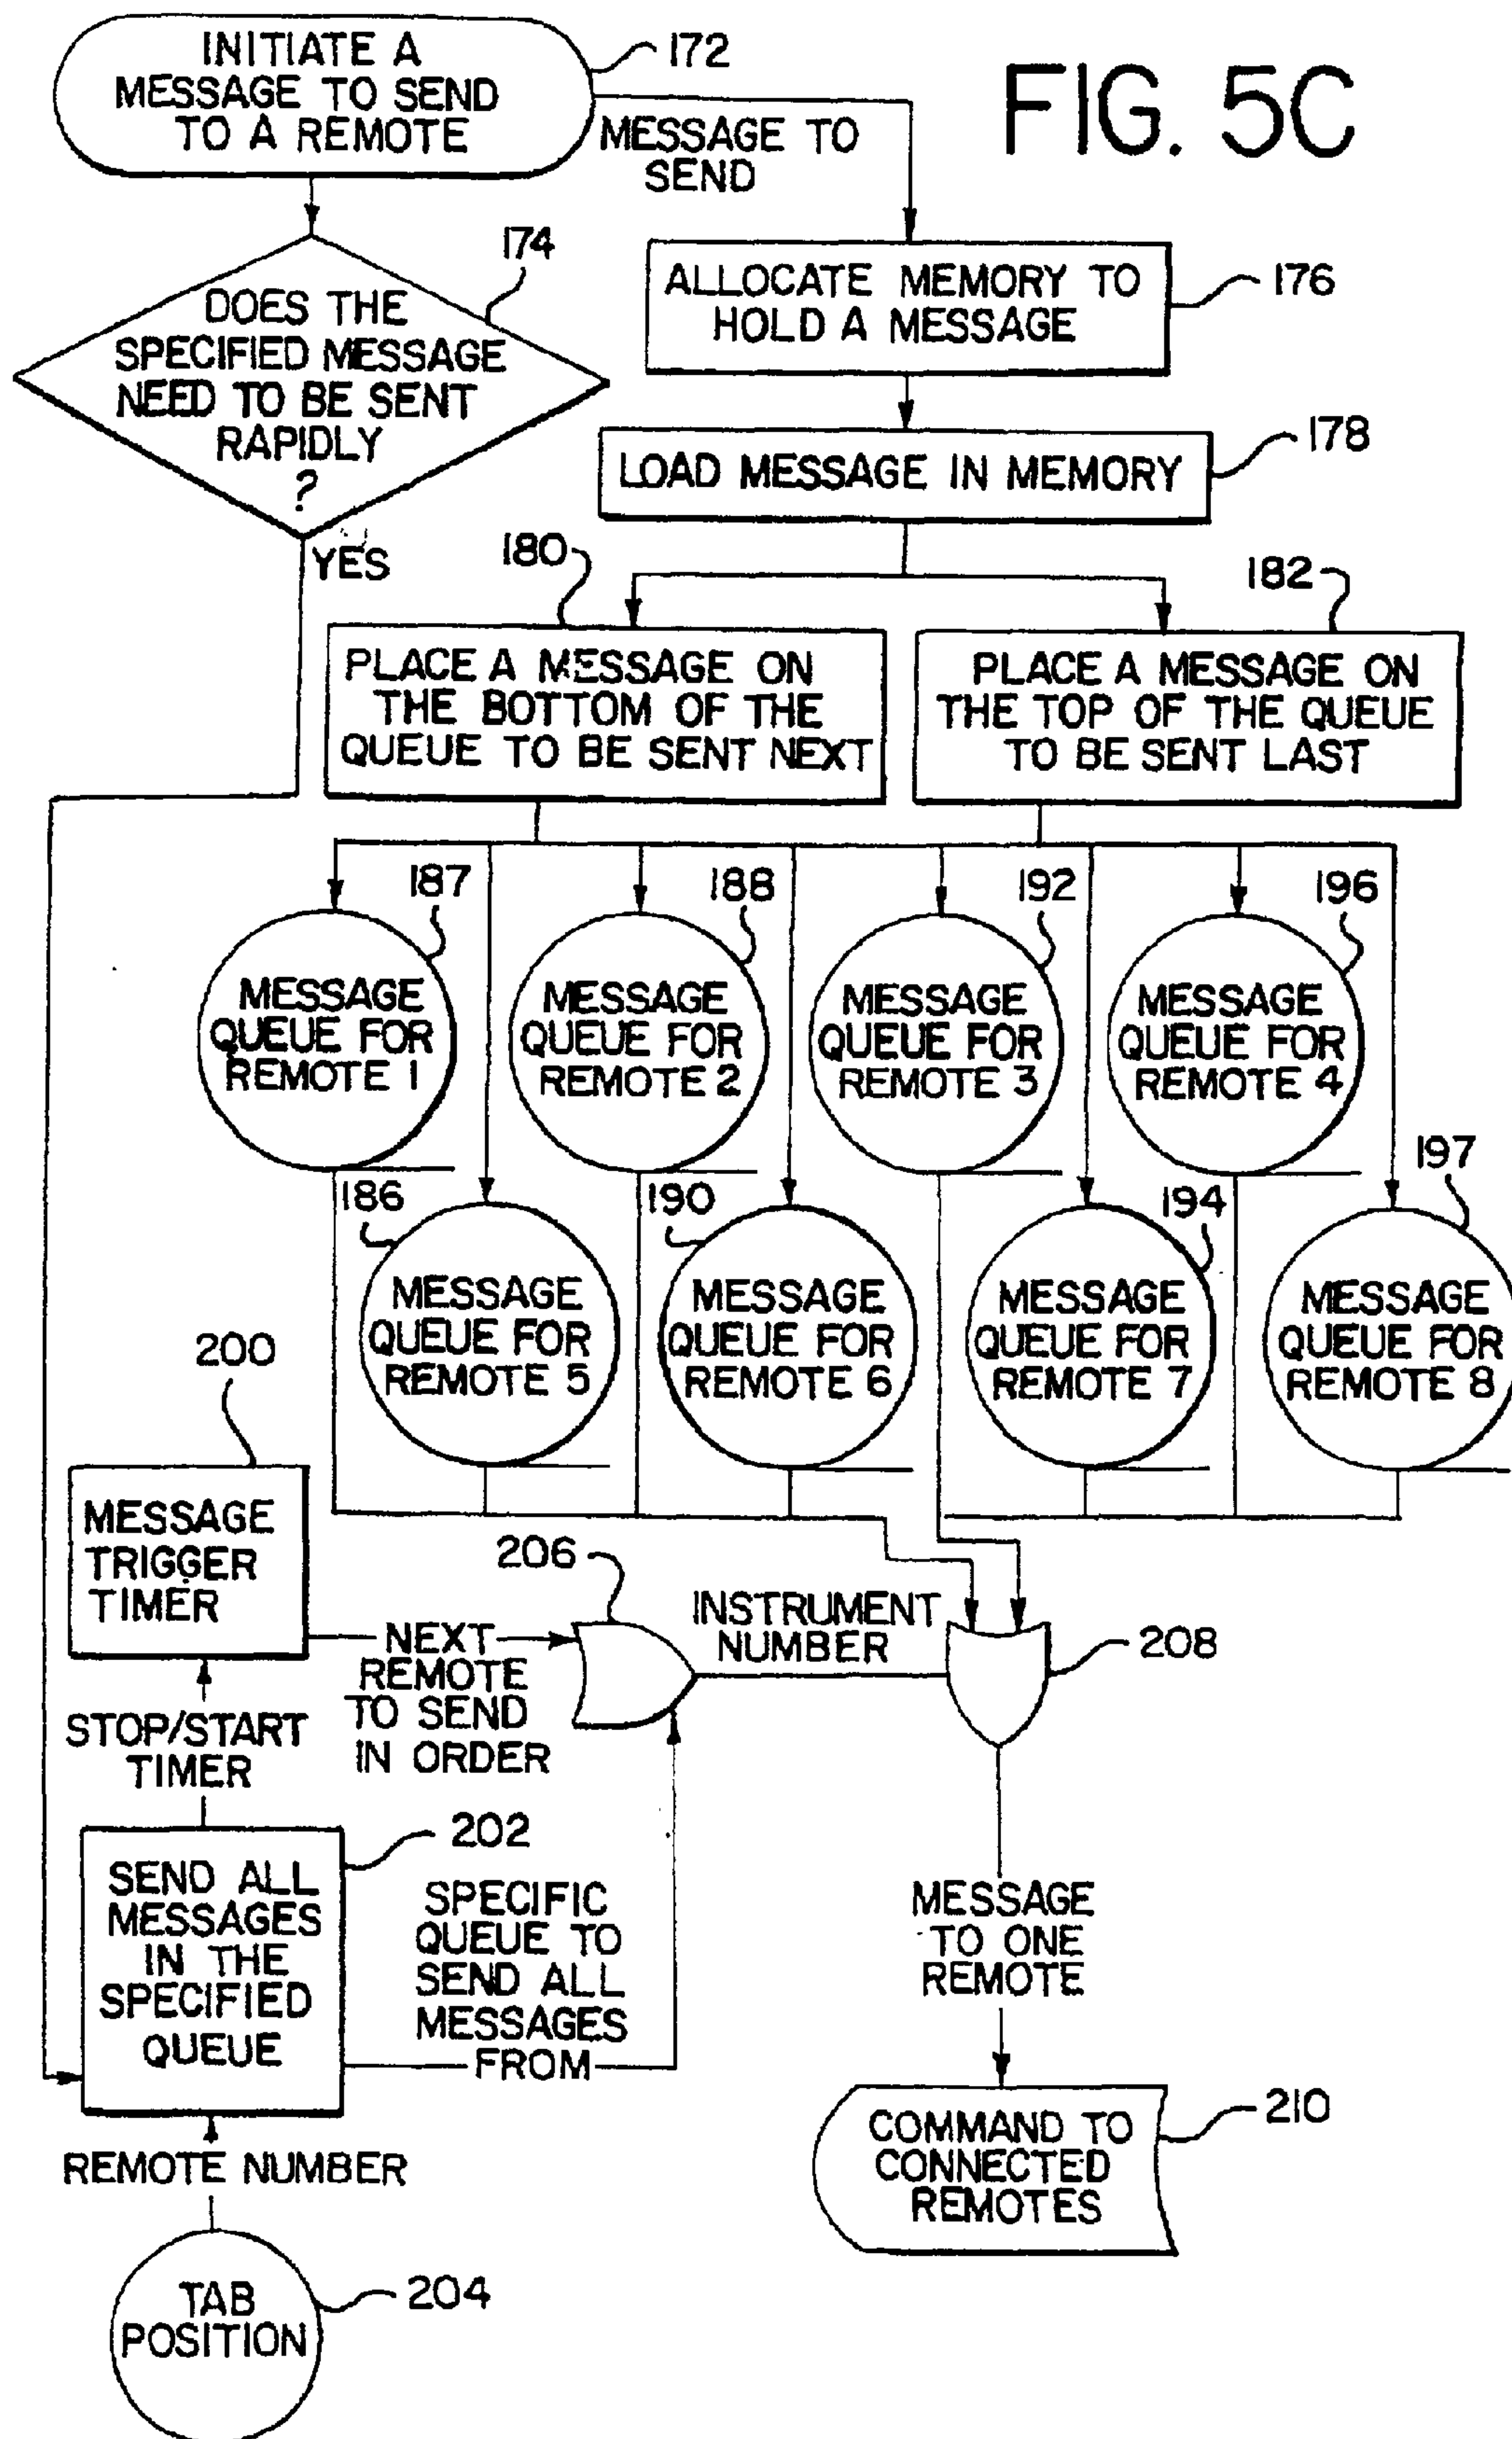 FIG. 5C
INITIATE A
MESSAGE TO SEND
TO A REMOTE
172
MESSAGE TO
SEND
174
DOES THE
SPECIFIED MESSAGE
NEED TO BE SENT
RAPIDLY
?
YES
ALLOCATE MEMORY TO
HOLD A MESSAGE
176
LOAD MESSAGE IN MEMORY
178
180
PLACE A MESSAGE ON
THE BOTTOM OF THE
QUEUE TO BE SENT NEXT
182
PLACE A MESSAGE ON
THE TOP OF THE QUEUE
TO BE SENT LAST
187
MESSAGE
QUEUE FOR
REMOTE 1
188
MESSAGE
QUEUE FOR
REMOTE 2
192
MESSAGE
QUEUE FOR
REMOTE 3
196
MESSAGE
QUEUE FOR
REMOTE 4
186
MESSAGE
QUEUE FOR
REMOTE 5
190
MESSAGE
QUEUE FOR
REMOTE 6
194
MESSAGE
QUEUE FOR
REMOTE 7
197
MESSAGE
QUEUE FOR
REMOTE 8
200
MESSAGE
TRIGGER
TIMER
NEXT
REMOTE
TO SEND
IN ORDER
206
INSTRUMENT
NUMBER
208
STOP/START
TIMER
202
SEND ALL
MESSAGES
IN THE
SPECIFIED
QUEUE
SPECIFIC
QUEUE TO
SEND ALL
MESSAGES
FROM
MESSAGE
TO ONE
REMOTE
COMMAND TO
CONNECTED
REMOTES
210
REMOTE NUMBER
TAB
POSITION
204